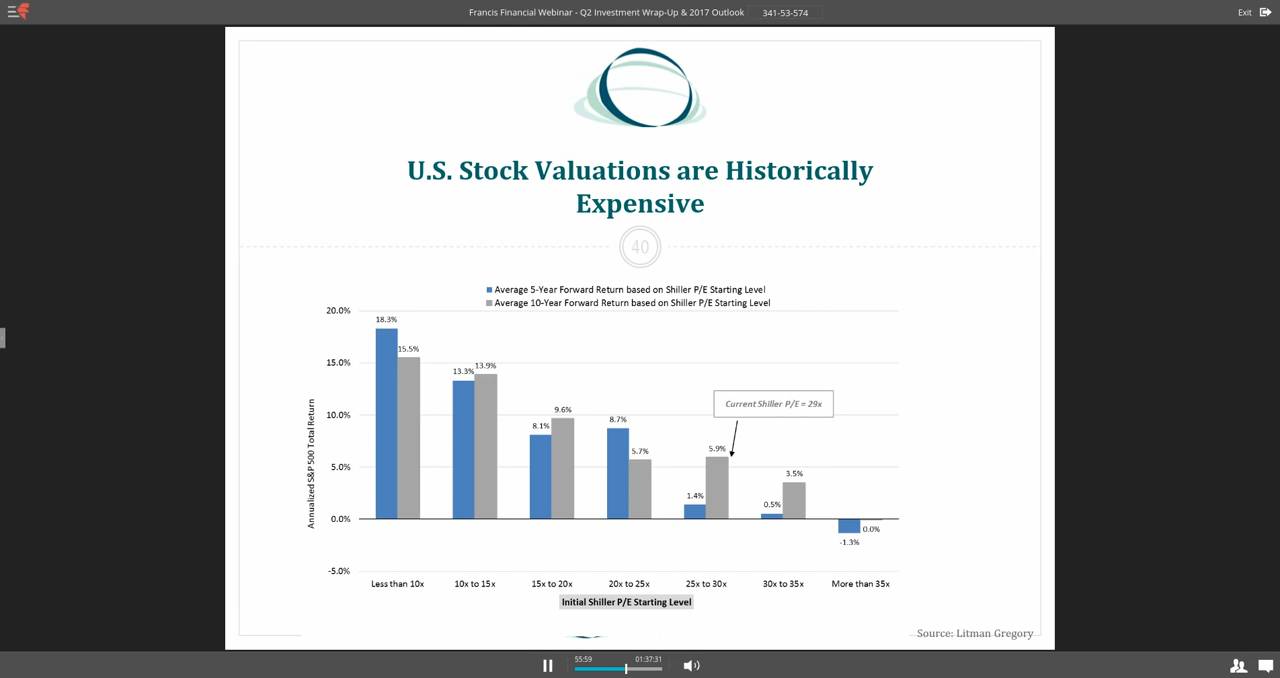 Francis Financial Webinar - Q2 Investment Wrap-Up & 2017 Outlook 341-53-574
Exit
U.S. Stock Valuations are Historically
Expensive
40
Average 5-Year Forward Return based on Shiller P/E Starting Level
Average 10-Year Forward Return based on Shiller P/E Starting Level
Annualized S&P 500 Total Return
20.0%
15.0%
10.0%
5.0%
0.0%
-5.0%
18.3%
15.5%
13.3%
13.9%
8.1%
9.6%
8.7%
5.7%
1.4%
5.9%
0.5%
3.5%
-1.3%
0.0%
Current Shiller P/E = 29x
Less than 10x
10x to 15x
15x to 20x
20x to 25x
25x to 30x
30x to 35x
More than 35x
Initial Shiller P/E Starting Level
Source: Litman Gregory
55:59
01:37:31